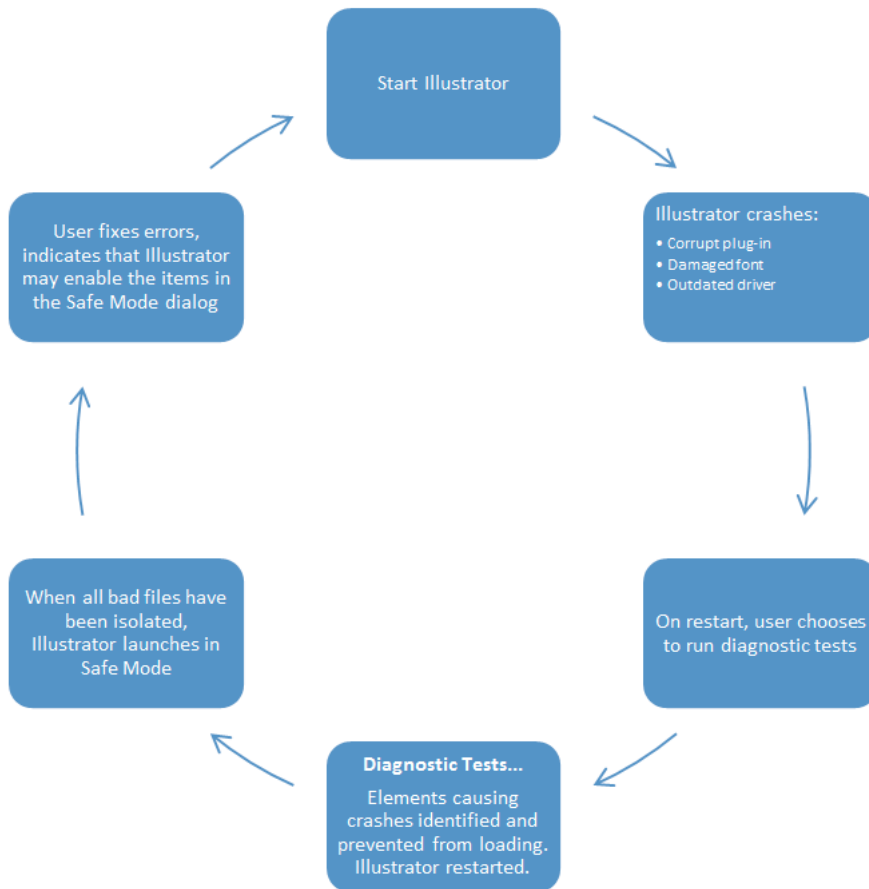 Start Illustrator
Illustrator crashes:
• Corrupt plug-in
• Damaged font
• Outdated driver
On restart, user chooses
to run diagnostic tests
Diagnostic Tests...
Elements causing
crashes identified and
prevented from loading.
Illustrator restarted.
When all bad files have
been isolated,
Illustrator launches in
Safe Mode
User fixes errors,
indicates that Illustrator
may enable the items in
the Safe Mode dialog